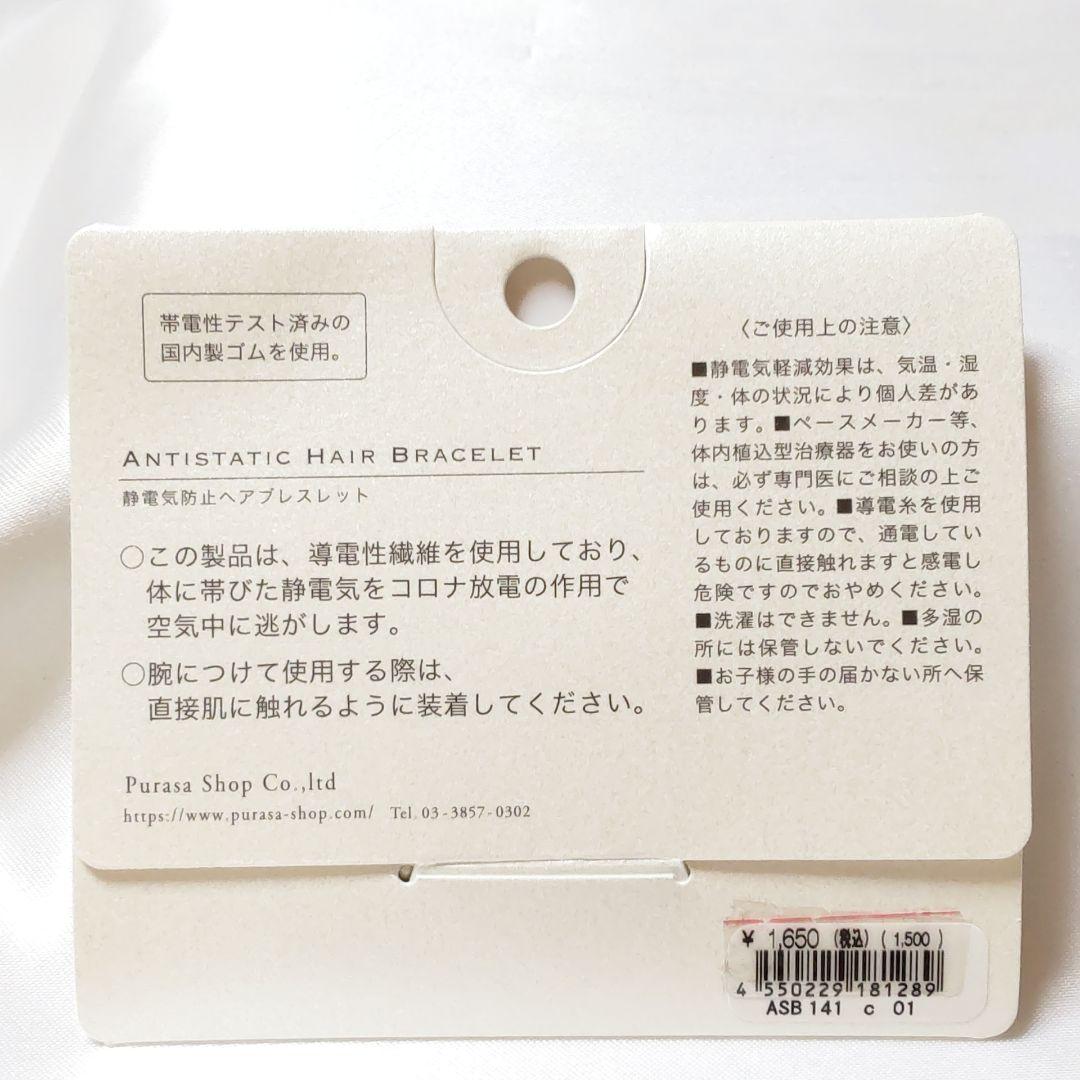 帯電性テスト済みの
国内製ゴムを使用。
ANTISTATIC HAIR BRACELET
静電気防止ヘアブレスレット
○この製品は、導電性繊維を使用しており、
体に帯びた静電気をコロナ放電の作用で
空気中に逃がします。
○腕につけて使用する際は、
直接肌に触れるように装着してください。
Purasa Shop Co.,ltd
https://www.purasa-shop.com/ Tel. 03-3857-0302
〈ご使用上の注意〉
■静電気軽減効果は、気温・湿
度・体の状況により個人差があ
ります。■ペースメーカー等、
体内植込型治療器をお使いの方
は、必ず専門医にご相談の上ご
使用ください。■導電糸を使用
しておりますので、通電してい
るものに直接触れますと感電し
危険ですのでおやめください。
■洗濯はできません。■多湿の
所には保管しないでください。
■お子様の手の届かない所へ保
管してください。
¥ 1,650 (税込) ( 1,500 )
4 550229 181289
ASB 141 c 01